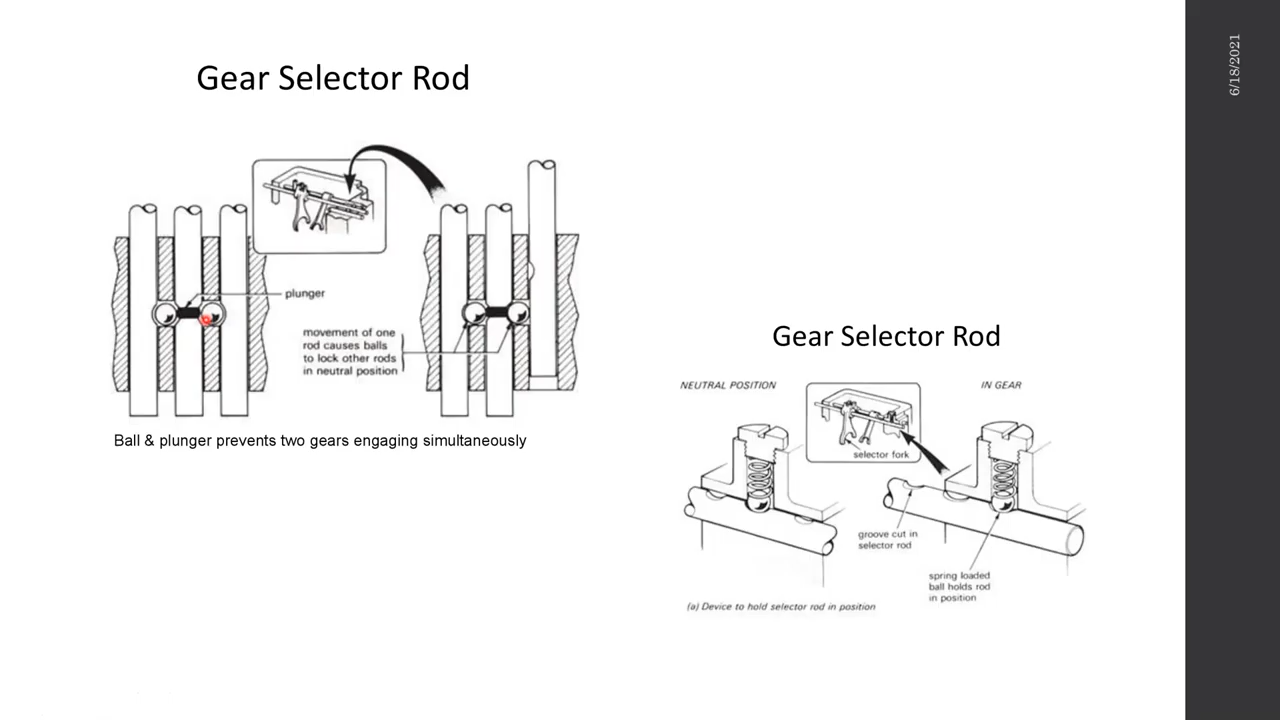 6/18/2021
Gear Selector Rod
plunger
movement of one
rod causes balls
to lock other rods
in neutral position
Ball & plunger prevents two gears engaging simultaneously
Gear Selector Rod
NEUTRAL POSITION
IN GEAR
selector fork
groove cut in
selector rod
spring loaded
ball holds rod
in position
(a) Device to hold selector rod in position